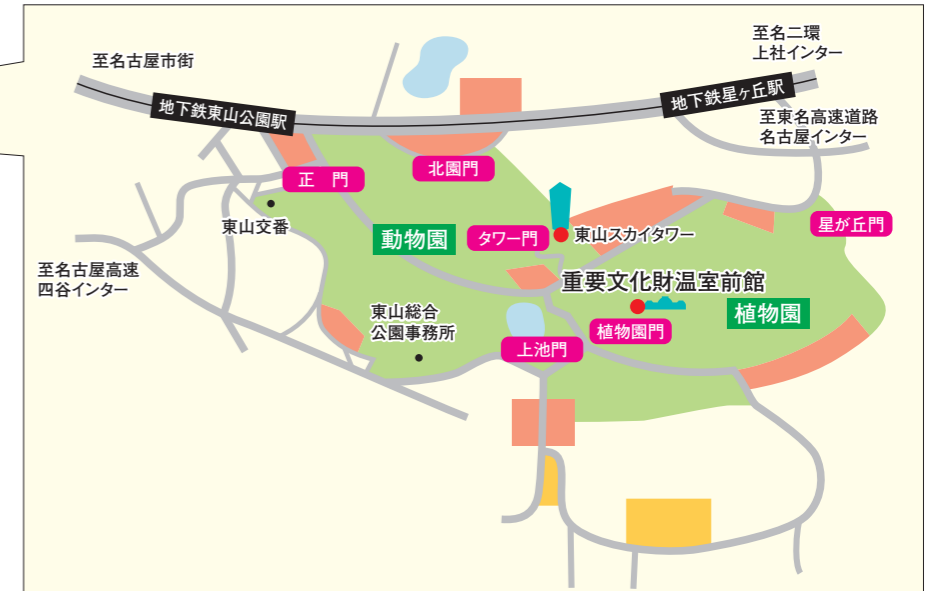 至名古屋市街
至名二環
上社インター
地下鉄東山公園駅
地下鉄星ヶ丘駅
至東名高速道路
名古屋インター
正　門
北園門
東山交番
動物園
タワー門
東山スカイタワー
星が丘門
至名古屋高速
四谷インター
重要文化財温室前館
東山総合
公園事務所
植物園門
植物園
上池門